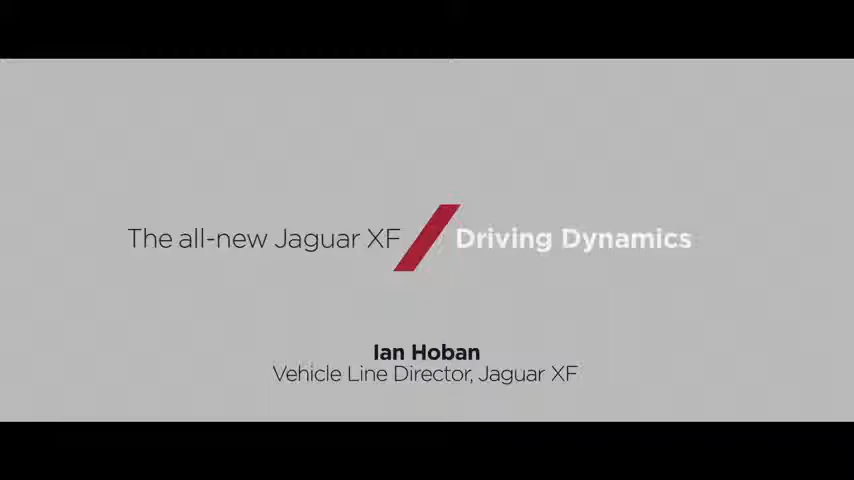 The all-new Jaguar XF Driving Dynamics
Ian Hoban
Vehicle Line Director, Jaguar XF